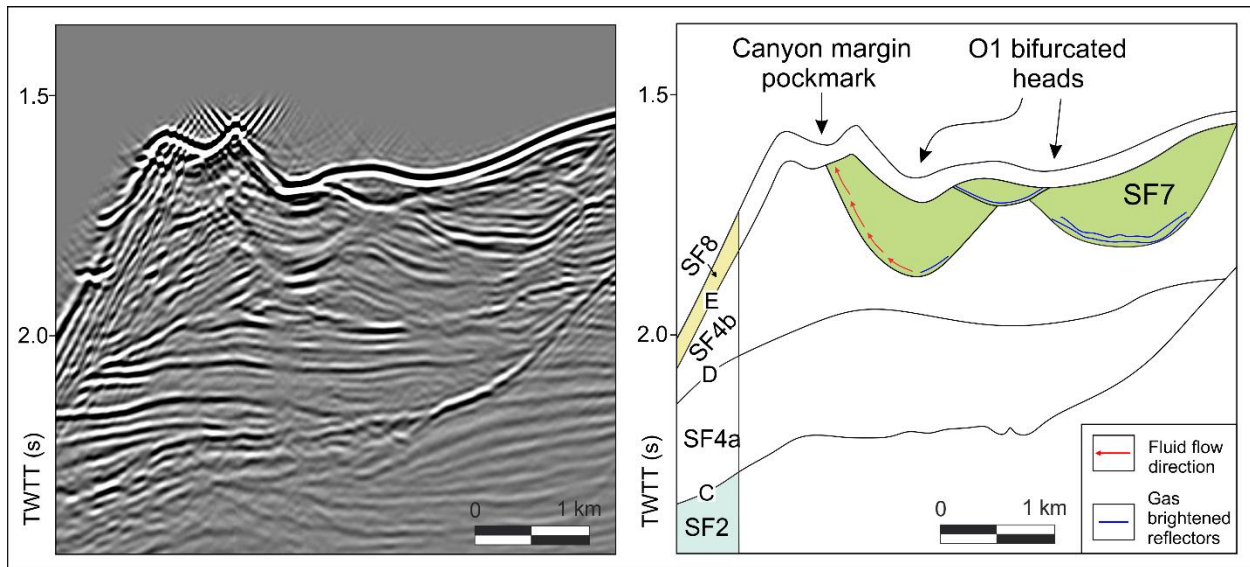 1.5
2.0
TWTT (s)
0 1 km
Canyon margin
pockmark
O1 bifurcated
heads
1.5
2.0
TWTT (s)
SF7
SF8
E
SF4b
D
SF4a
C
SF2
0 1 km
Fluid flow
direction
Gas
brightened
reflectors